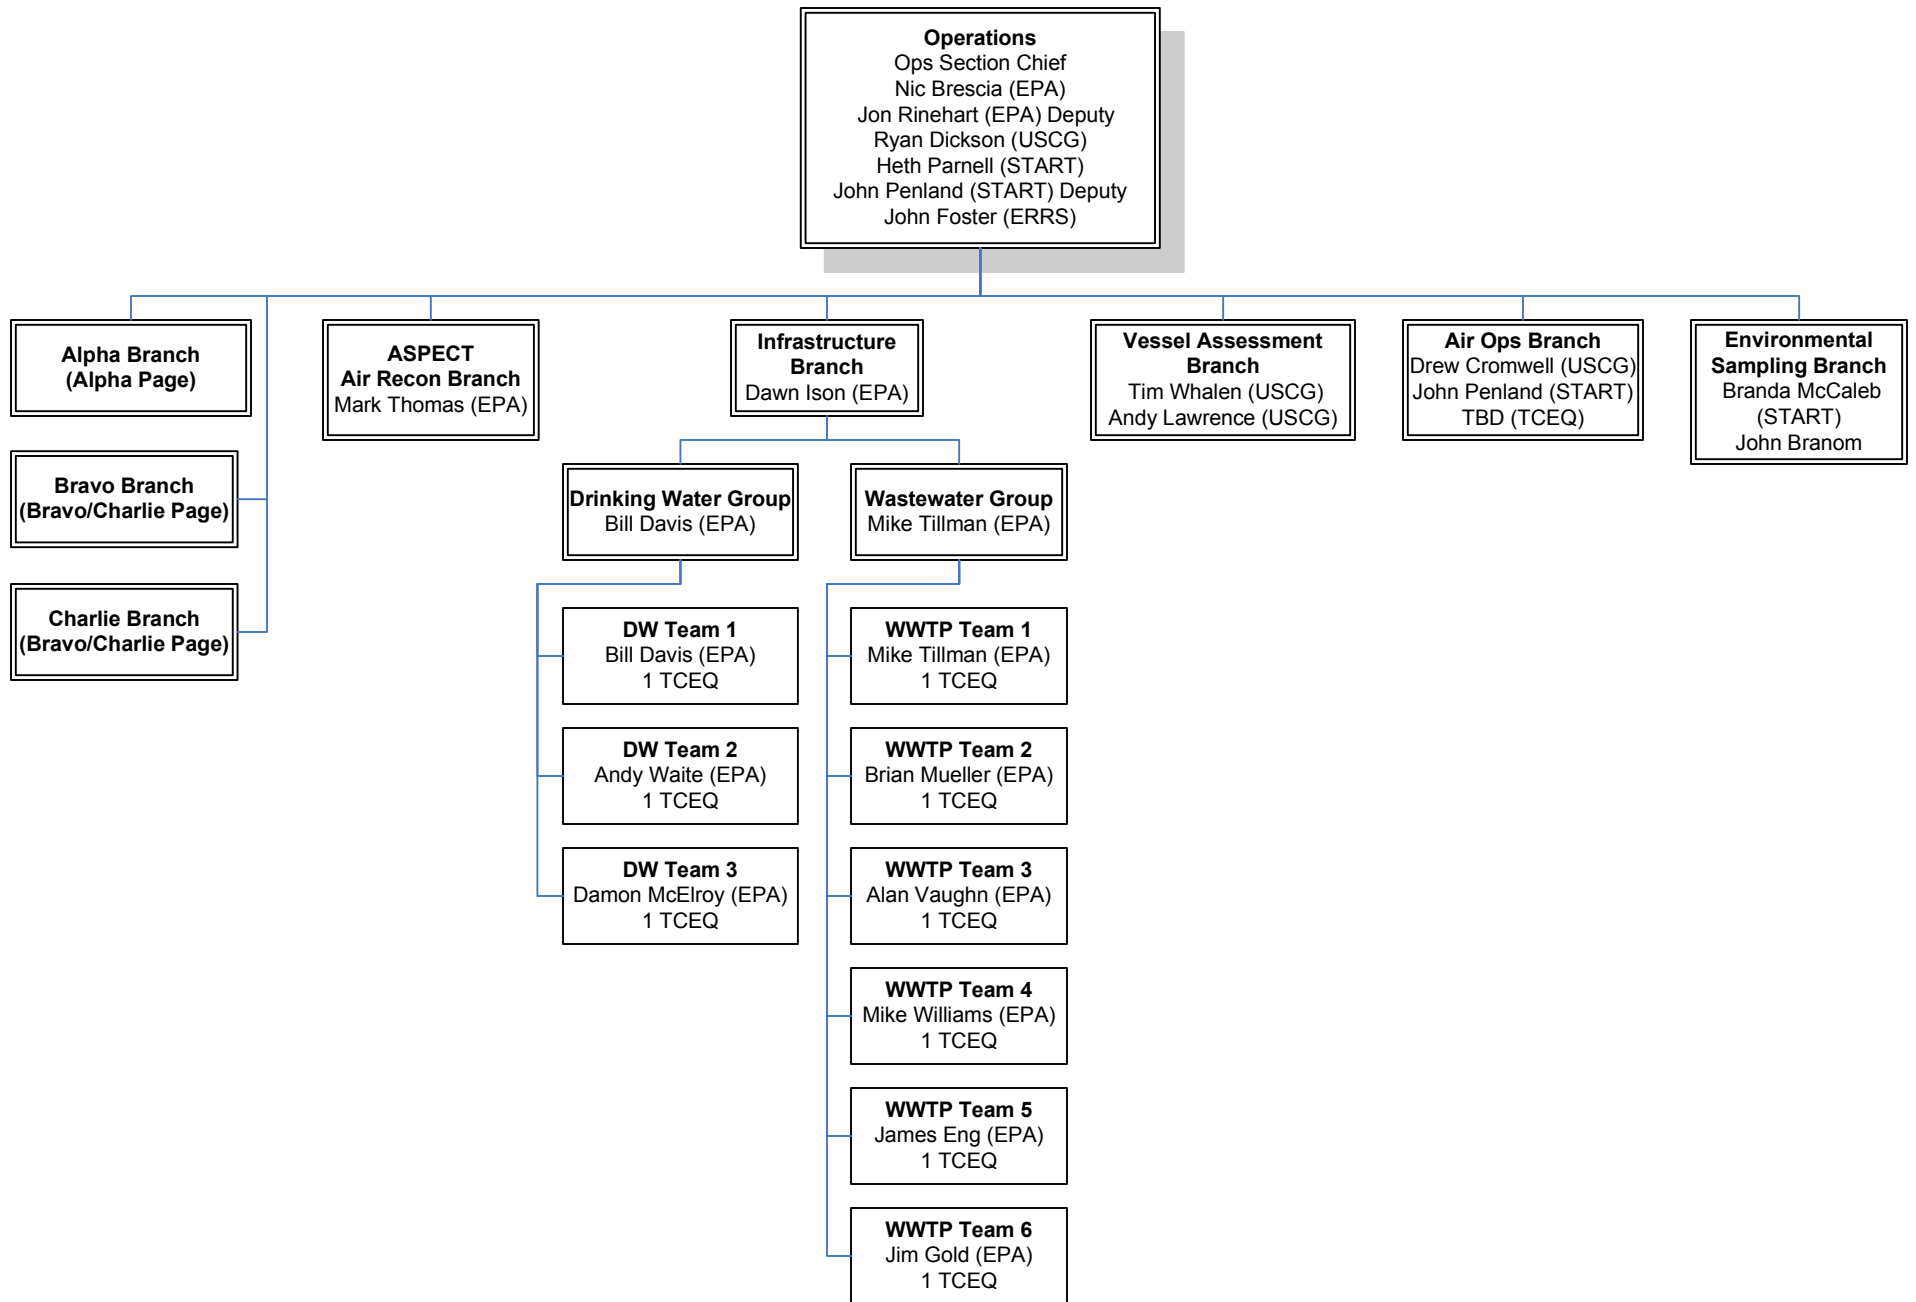 Operations
Ops Section Chief
Nic Brescia (EPA)
Jon Rinehart (EPA) Deputy
Ryan Dickson (USCG)
Heth Parnell (START)
John Penland (START) Deputy
John Foster (ERRS)
Alpha Branch
(Alpha Page)
Bravo Branch
(Bravo/Charlie Page)
Charlie Branch
(Bravo/Charlie Page)
ASPECT
Air Recon Branch
Mark Thomas (EPA)
Infrastructure
Branch
Dawn Ison (EPA)
Drinking Water Group
Bill Davis (EPA)
DW Team 1
Bill Davis (EPA)
1 TCEQ
DW Team 2
Andy Waite (EPA)
1 TCEQ
DW Team 3
Damon McElroy (EPA)
1 TCEQ
Wastewater Group
Mike Tillman (EPA)
WWTP Team 1
Mike Tillman (EPA)
1 TCEQ
WWTP Team 2
Brian Mueller (EPA)
1 TCEQ
WWTP Team 3
Alan Vaughn (EPA)
1 TCEQ
WWTP Team 4
Mike Williams (EPA)
1 TCEQ
WWTP Team 5
James Eng (EPA)
1 TCEQ
WWTP Team 6
Jim Gold (EPA)
1 TCEQ
Vessel Assessment
Branch
Tim Whalen (USCG)
Andy Lawrence (USCG)
Air Ops Branch
Drew Cromwell (USCG)
John Penland (START)
TBD (TCEQ)
Environmental
Sampling Branch
Branda McCaleb
(START)
John Branom